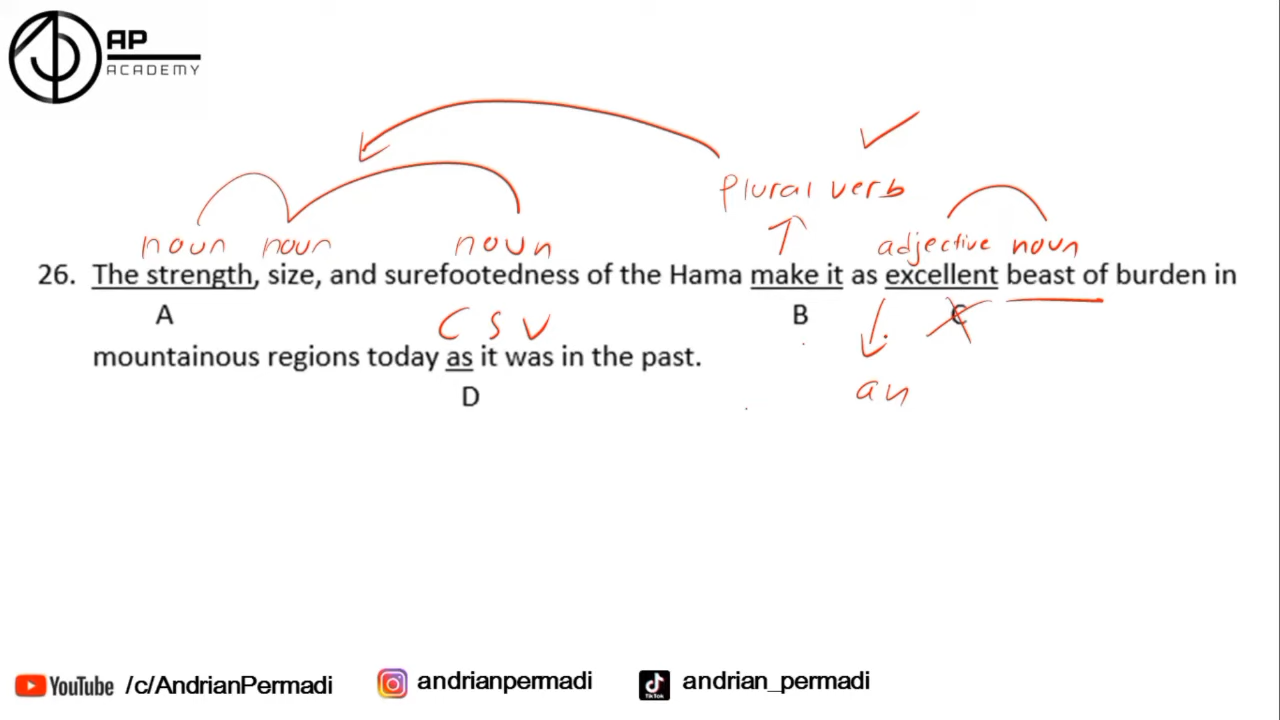 AP
ACADEMY
plural verb
noun noun noun adjective noun
26. The strength, size, and surefootedness of the Hama make it as excellent beast of burden in
A B C
C S V
mountainous regions today as it was in the past.
an
D
YouTube /c/AndrianPermadi andrianpermadi TikTok andrian_permadi